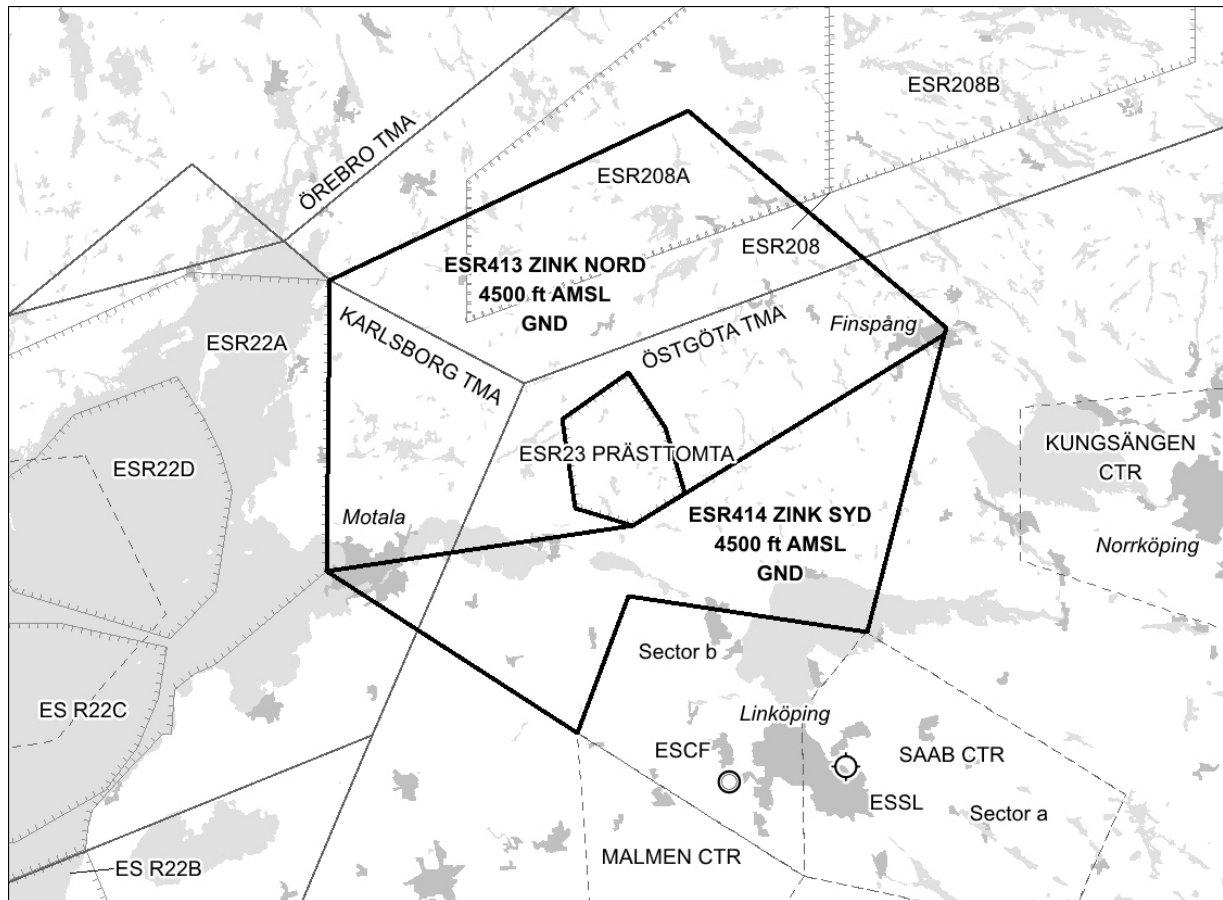 ESR208B
ÖREBRO TMA
ESR208A
ESR208
ESR413 ZINK NORD
4500 ft AMSL
GND
KARLSBORG TMA
ÖSTGÖTA TMA
Finspång
ESR22A
ESR23 PRÄSTTOMTA
KUNGSÄNGEN
CTR
ESR22D
Motala
ESR414 ZINK SYD
4500 ft AMSL
GND
Norrköping
Sector b
ES R22C
Linköping
ESCF
SAAB CTR
ESSL
Sector a
MALMEN CTR
ES R22B